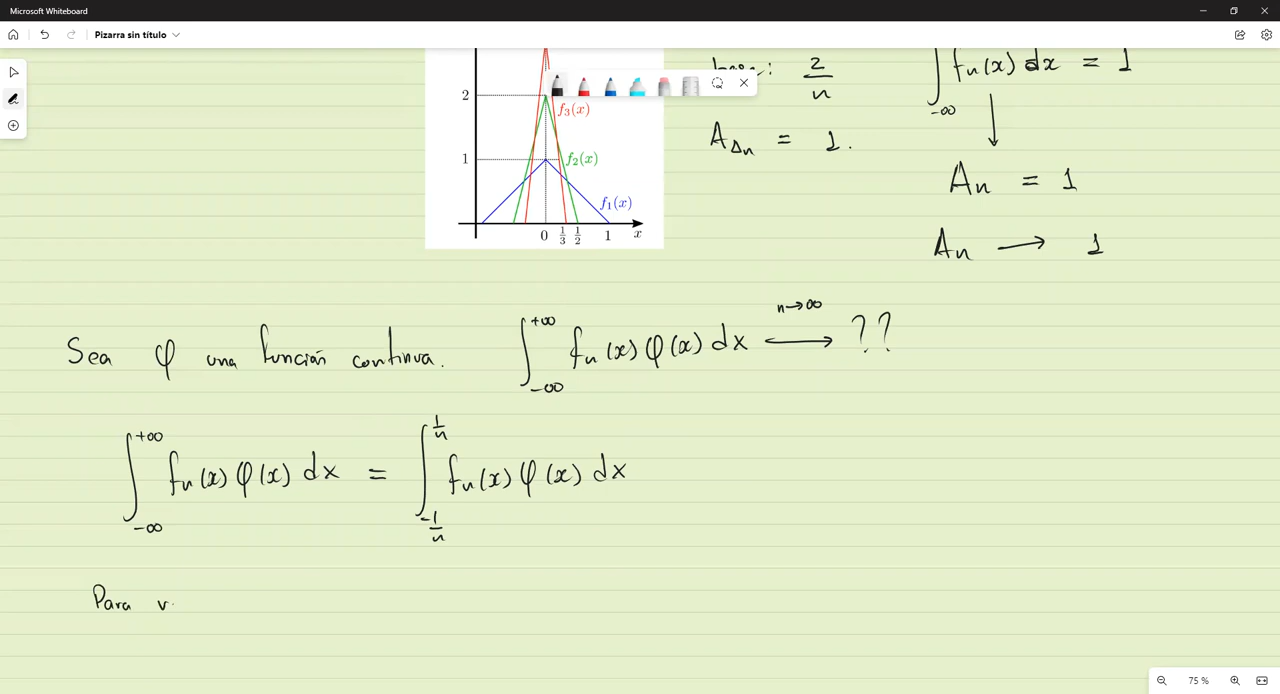 Microsoft Whiteboard
Pizarra sin título
2
1
f₃(x)
f₂(x)
f₁(x)
0 1/3 1/2 1 x
: 2/n
A_Δn = 1.
∫_{-∞} fₙ(x) dx = 1
Aₙ = 1
Aₙ → 1
Sea φ una función continua. ∫_{-∞}^{+∞} fₙ(x) φ(x) dx ⟶^{n→∞} ??
∫_{-∞}^{+∞} fₙ(x) φ(x) dx = ∫_{-1/n}^{1/n} fₙ(x) φ(x) dx
Para v
75 %